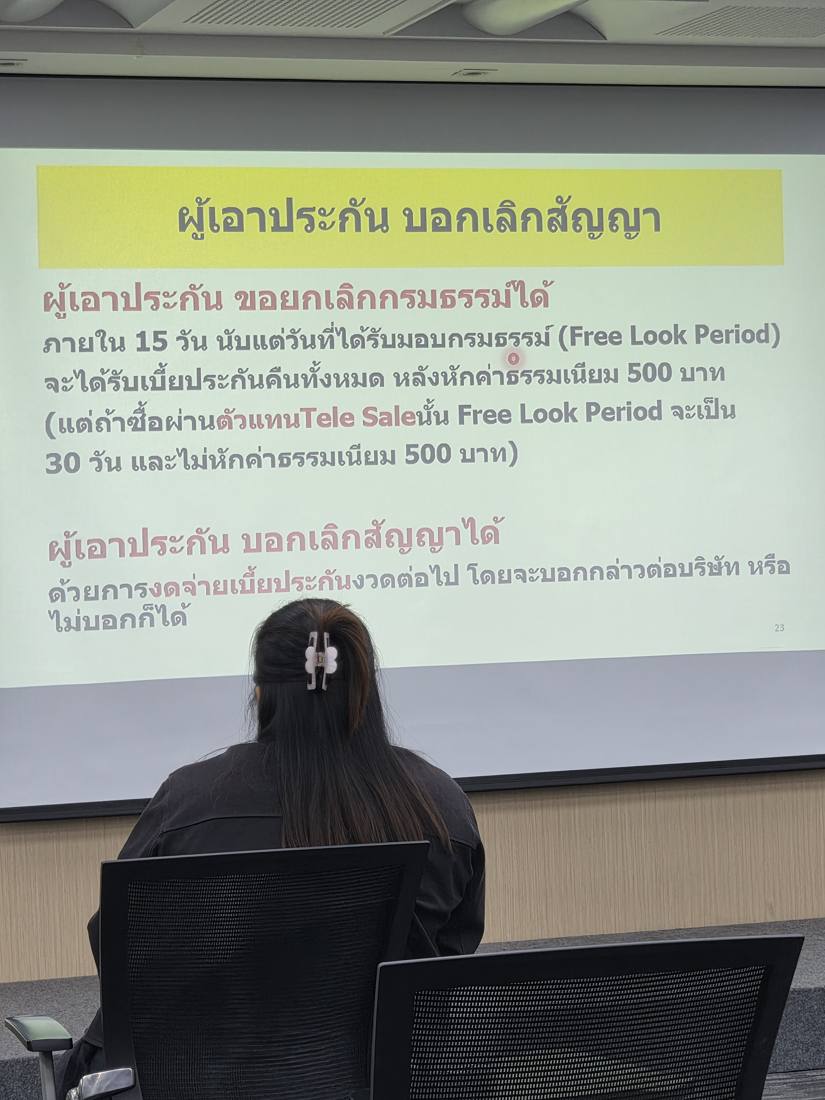 ผู้เอาประกัน บอกเลิกสัญญา
ผู้เอาประกัน ขอยกเลิกกรมธรรม์ได้
ภายใน 15 วัน นับแต่วันที่ได้รับมอบกรมธรรม์ (Free Look Period)
จะได้รับเบี้ยประกันคืนทั้งหมด หลังหักค่าธรรมเนียม 500 บาท
(แต่ถ้าซื้อผ่านตัวแทนTele Saleนั้น Free Look Period จะเป็น
30 วัน และไม่หักค่าธรรมเนียม 500 บาท)
ผู้เอาประกัน บอกเลิกสัญญาได้
ด้วยการงดจ่ายเบี้ยประกันงวดต่อไป โดยจะบอกกล่าวต่อบริษัท หรือ
ไม่บอกก็ได้
23